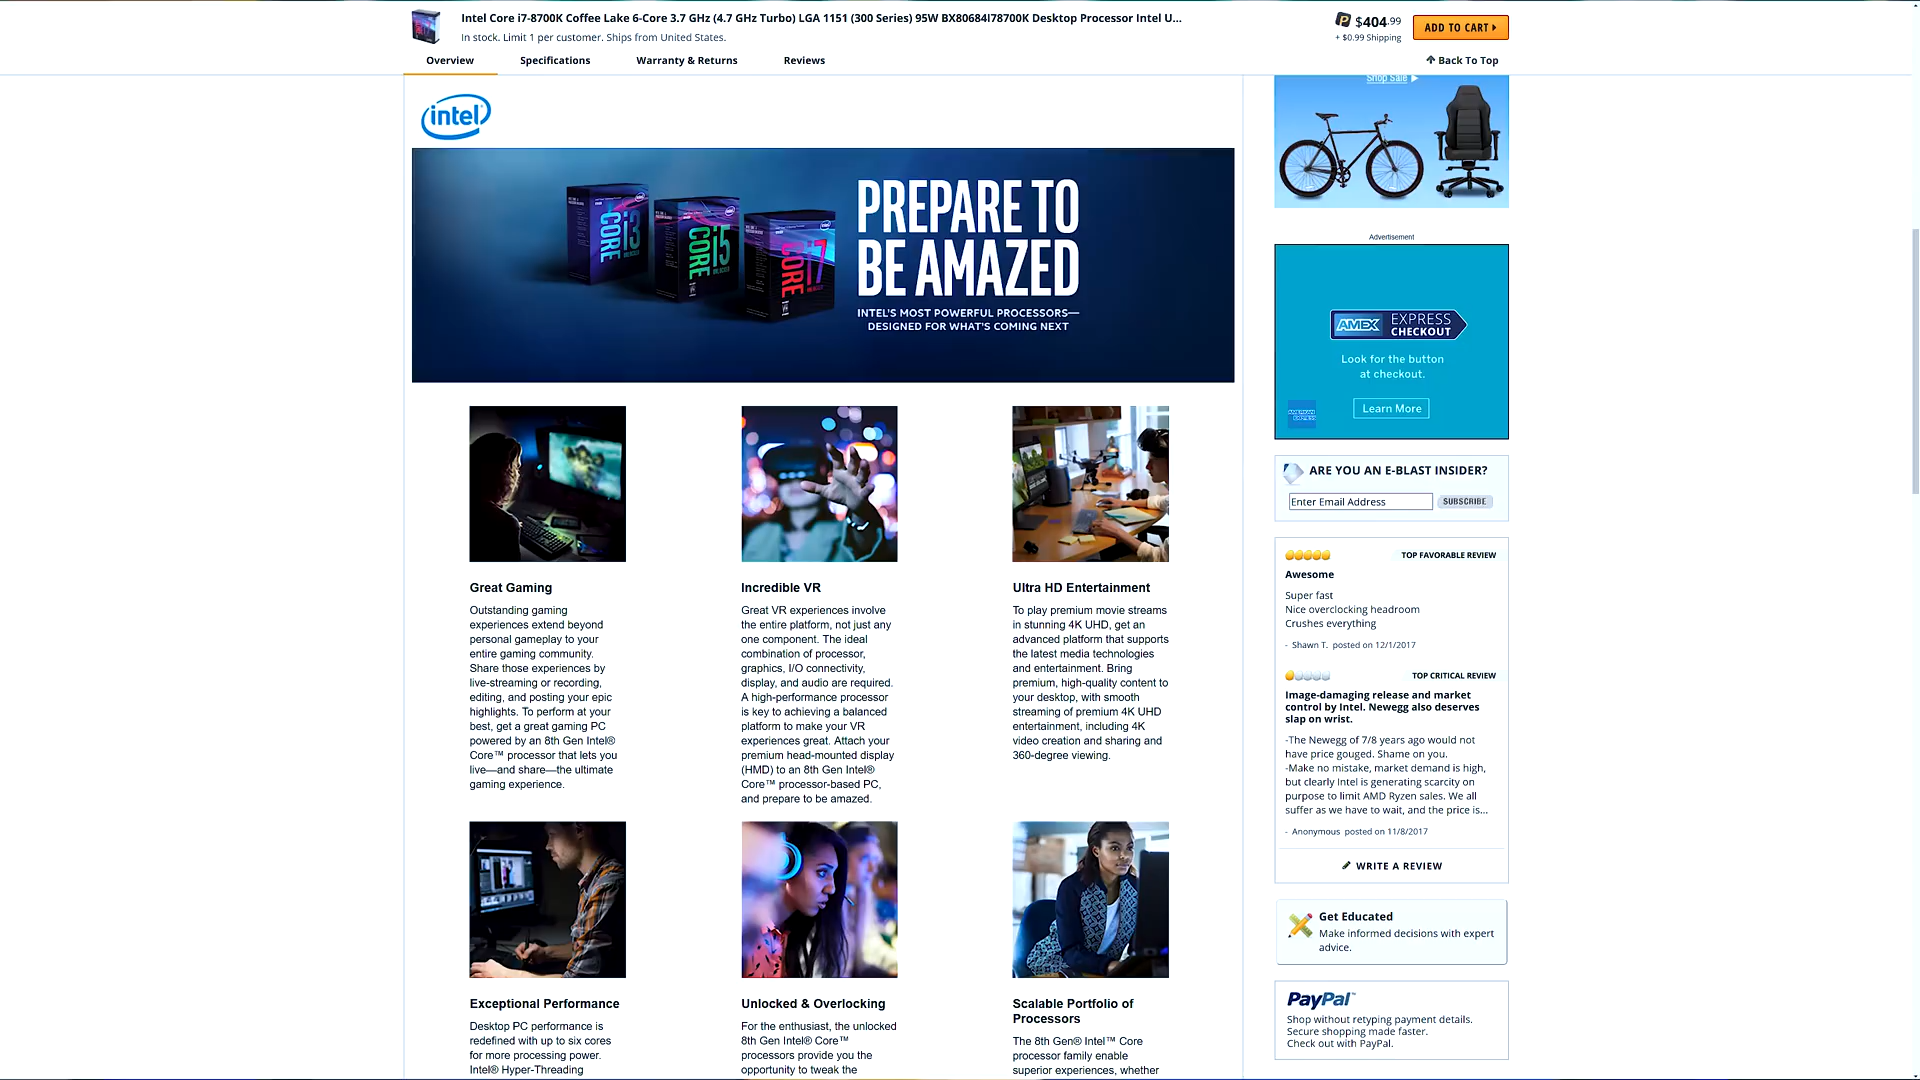 Intel Core i7-8700K Coffee Lake 6-Core 3.7 GHz (4.7 GHz Turbo) LGA 1151 (300 Series) 95W BX80684I78700K Desktop Processor Intel U...
In stock. Limit 1 per customer. Ships from United States.
$404.99
+ $0.99 Shipping
ADD TO CART
Overview
Specifications
Warranty & Returns
Reviews
Back To Top
intel
CORE i3
CORE i5
CORE i7
PREPARE TO
BE AMAZED
INTEL'S MOST POWERFUL PROCESSORS—
DESIGNED FOR WHAT'S COMING NEXT
Great Gaming
Outstanding gaming
experiences extend beyond
personal gameplay to your
entire gaming community.
Share those experiences by
live-streaming or recording,
editing, and posting your epic
highlights. To perform at your
best, get a great gaming PC
powered by an 8th Gen Intel®
Core™ processor that lets you
live—and share—the ultimate
gaming experience.
Incredible VR
Great VR experiences involve
the entire platform, not just any
one component. The ideal
combination of processor,
graphics, I/O connectivity,
display, and audio are required.
A high-performance processor
is key to achieving a balanced
platform to make your VR
experiences great. Attach your
premium head-mounted display
(HMD) to an 8th Gen Intel®
Core™ processor-based PC,
and prepare to be amazed.
Ultra HD Entertainment
To play premium movie streams
in stunning 4K UHD, get an
advanced platform that supports
the latest media technologies
and entertainment. Bring
premium, high-quality content to
your desktop, with smooth
streaming of premium 4K UHD
entertainment, including 4K
video creation and sharing and
360-degree viewing.
Exceptional Performance
Desktop PC performance is
redefined with up to six cores
for more processing power.
Intel® Hyper-Threading
Unlocked & Overlocking
For the enthusiast, the unlocked
8th Gen Intel® Core™
processors provide you the
opportunity to tweak the
Scalable Portfolio of
Processors
The 8th Gen® Intel™ Core
processor family enable
superior experiences, whether
Shop Sale
Advertisement
AMEX EXPRESS
CHECKOUT
Look for the button
at checkout.
AMERICAN
EXPRESS
Learn More
ARE YOU AN E-BLAST INSIDER?
Enter Email Address
SUBSCRIBE
TOP FAVORABLE REVIEW
Awesome
Super fast
Nice overclocking headroom
Crushes everything
- Shawn T. posted on 12/1/2017
TOP CRITICAL REVIEW
Image-damaging release and market
control by Intel. Newegg also deserves
slap on wrist.
-The Newegg of 7/8 years ago would not
have price gouged. Shame on you.
-Make no mistake, market demand is high,
but clearly Intel is generating scarcity on
purpose to limit AMD Ryzen sales. We all
suffer as we have to wait, and the price is...
- Anonymous posted on 11/8/2017
WRITE A REVIEW
Get Educated
Make informed decisions with expert
advice.
PayPal™
Shop without retyping payment details.
Secure shopping made faster.
Check out with PayPal.